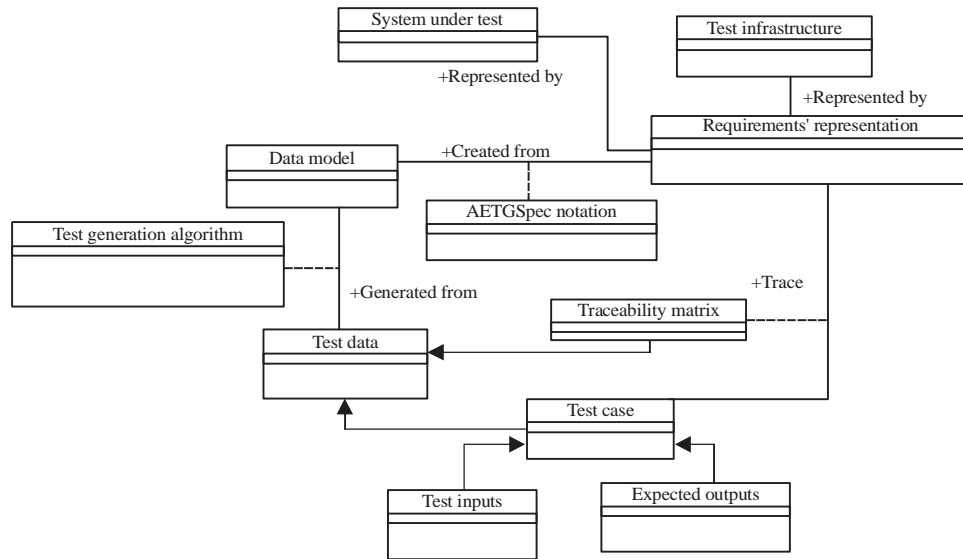 System under test
Test infrastructure
+Represented by
+Represented by
Requirements' representation
Data model
+Created from
AETGSpec notation
Test generation algorithm
+Generated from
+Trace
Traceability matrix
Test data
Test case
Test inputs
Expected outputs